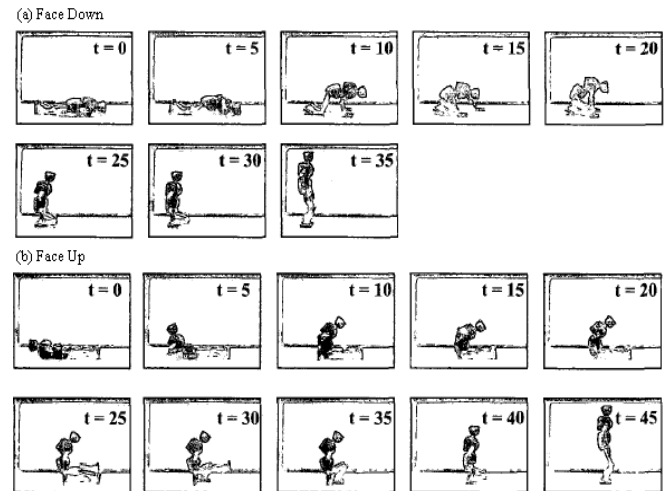 (a) Face Down
t = 0
t = 5
t = 10
t = 15
t = 20
t = 25
t = 30
t = 35
(b) Face Up
t = 0
t = 5
t = 10
t = 15
t = 20
t = 25
t = 30
t = 35
t = 40
t = 45